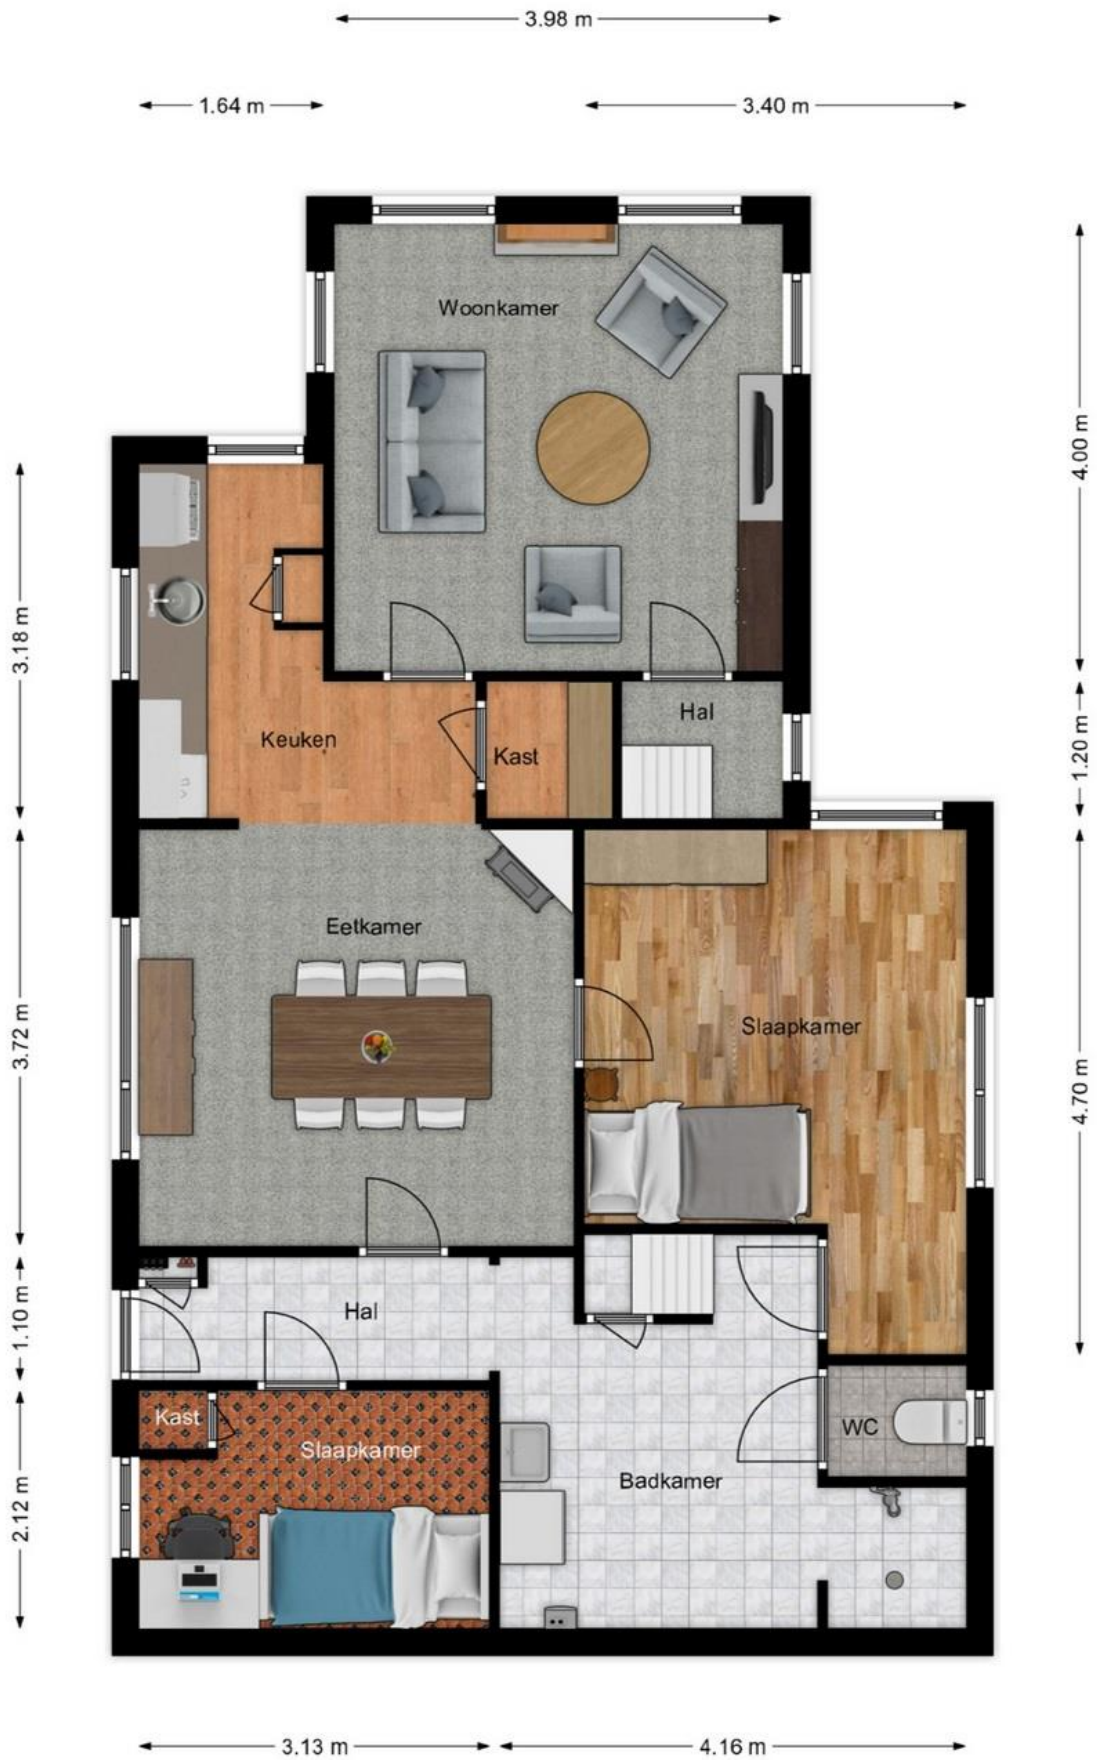 3.98 m
1.64 m
3.40 m
Woonkamer
4.00 m
3.18 m
Hal
1.20 m
Keuken
Kast
Eetkamer
Slaapkamer
3.72 m
4.70 m
1.10 m
Hal
Kast
WC
Slaapkamer
Badkamer
2.12 m
3.13 m
4.16 m